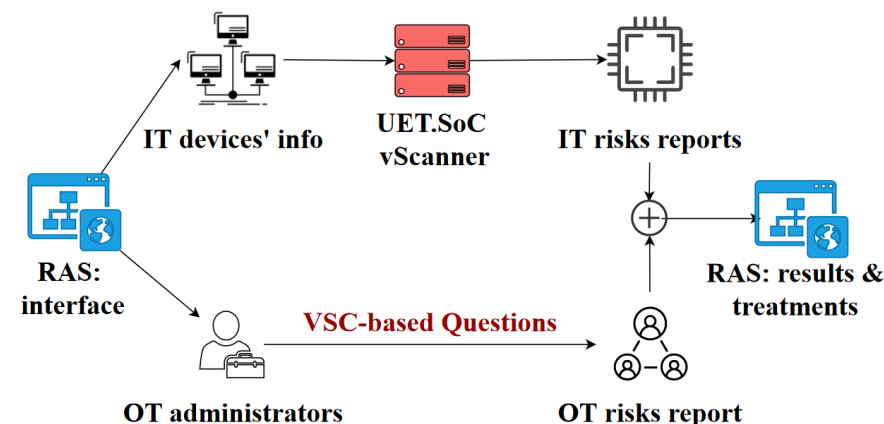 IT devices' info
UET.SoC
vScanner
IT risks reports
RAS:
interface
RAS: results &
treatments
VSC-based Questions
OT administrators
OT risks report